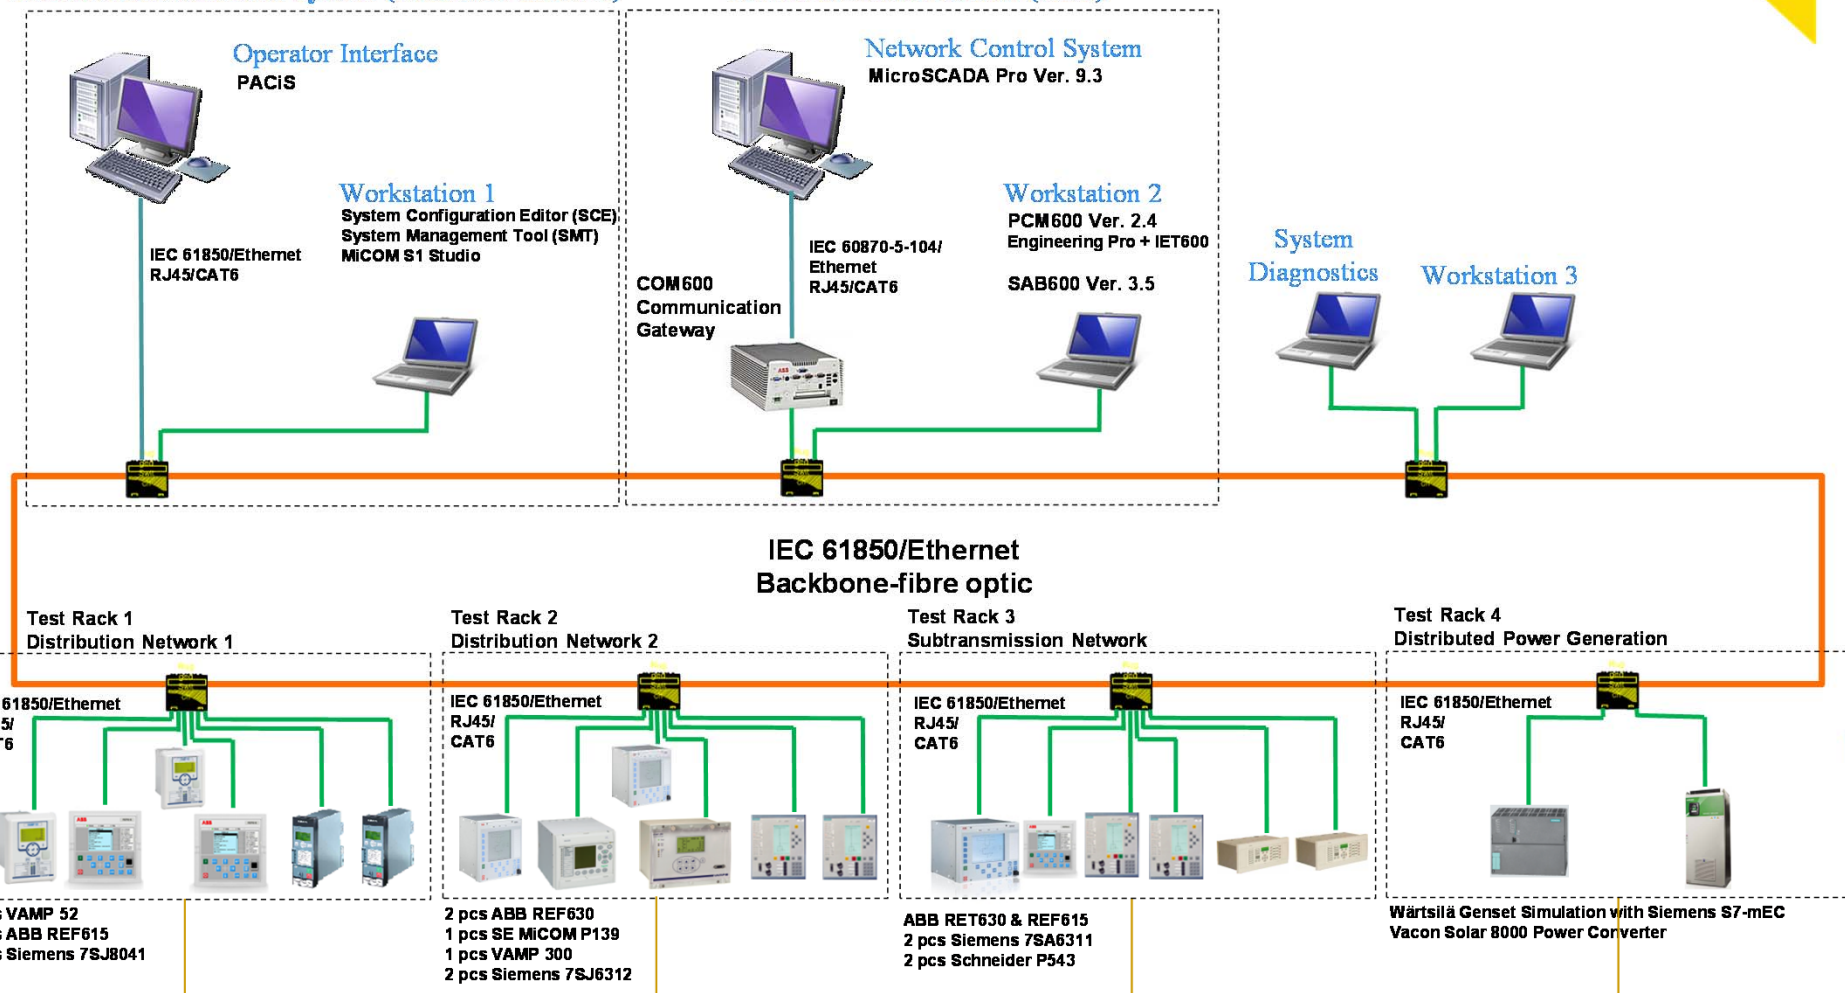 Operator Interface
PACiS
Workstation 1
System Configuration Editor (SCE)
System Management Tool (SMT)
MiCOM S1 Studio
IEC 61850/Ethernet
RJ45/CAT6
Network Control System
MicroSCADA Pro Ver. 9.3
Workstation 2
PCM600 Ver. 2.4
Engineering Pro + IET600
SAB600 Ver. 3.5
IEC 60870-5-104/
Ethernet
RJ45/CAT6
COM600
Communication
Gateway
ABB
System
Diagnostics
Workstation 3
IEC 61850/Ethernet
Backbone-fibre optic
Test Rack 1
Distribution Network 1
61850/Ethernet
VAMP 52
ABB REF615
Siemens 7SJ8041
Test Rack 2
Distribution Network 2
IEC 61850/Ethernet
RJ45/
CAT6
2 pcs ABB REF630
1 pcs SE MiCOM P139
1 pcs VAMP 300
2 pcs Siemens 7SJ6312
Test Rack 3
Subtransmission Network
IEC 61850/Ethernet
RJ45/
CAT6
ABB RET630 & REF615
2 pcs Siemens 7SA6311
2 pcs Schneider P543
Test Rack 4
Distributed Power Generation
IEC 61850/Ethernet
RJ45/
CAT6
Wärtsilä Genset Simulation with Siemens S7-mEC
Vacon Solar 8000 Power Converter